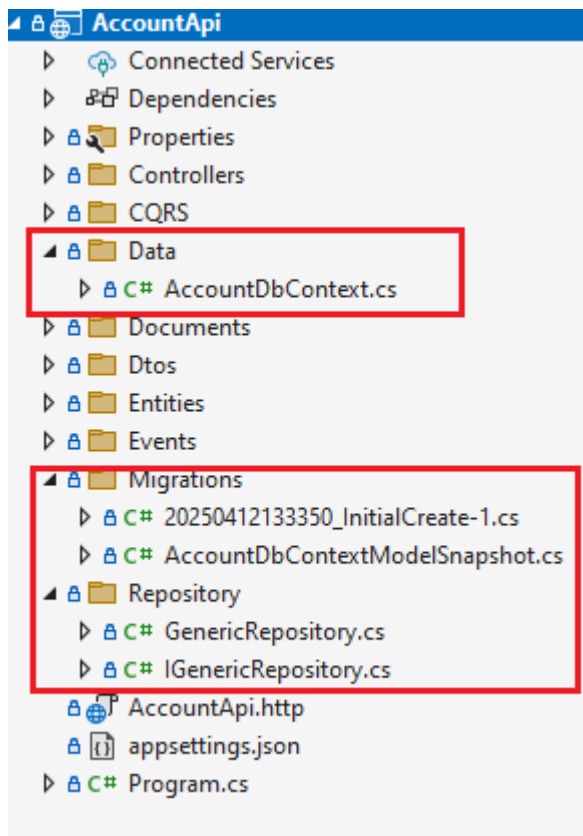 AccountApi
Connected Services
Dependencies
Properties
Controllers
CQRS
Data
C# AccountDbContext.cs
Documents
Dtos
Entities
Events
Migrations
C# 20250412133350_InitialCreate-1.cs
C# AccountDbContextModelSnapshot.cs
Repository
C# GenericRepository.cs
C# IGenericRepository.cs
AccountApi.http
appsettings.json
C# Program.cs